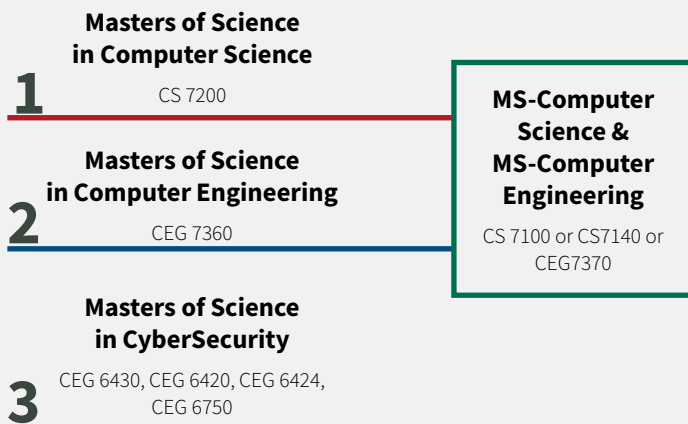 Masters of Science
in Computer Science
1
CS 7200
Masters of Science
in Computer Engineering
2
CEG 7360
MS-Computer
Science &
MS-Computer
Engineering
CS 7100 or CS7140 or
CEG7370
Masters of Science
in CyberSecurity
3
CEG 6430, CEG 6420, CEG 6424,
CEG 6750